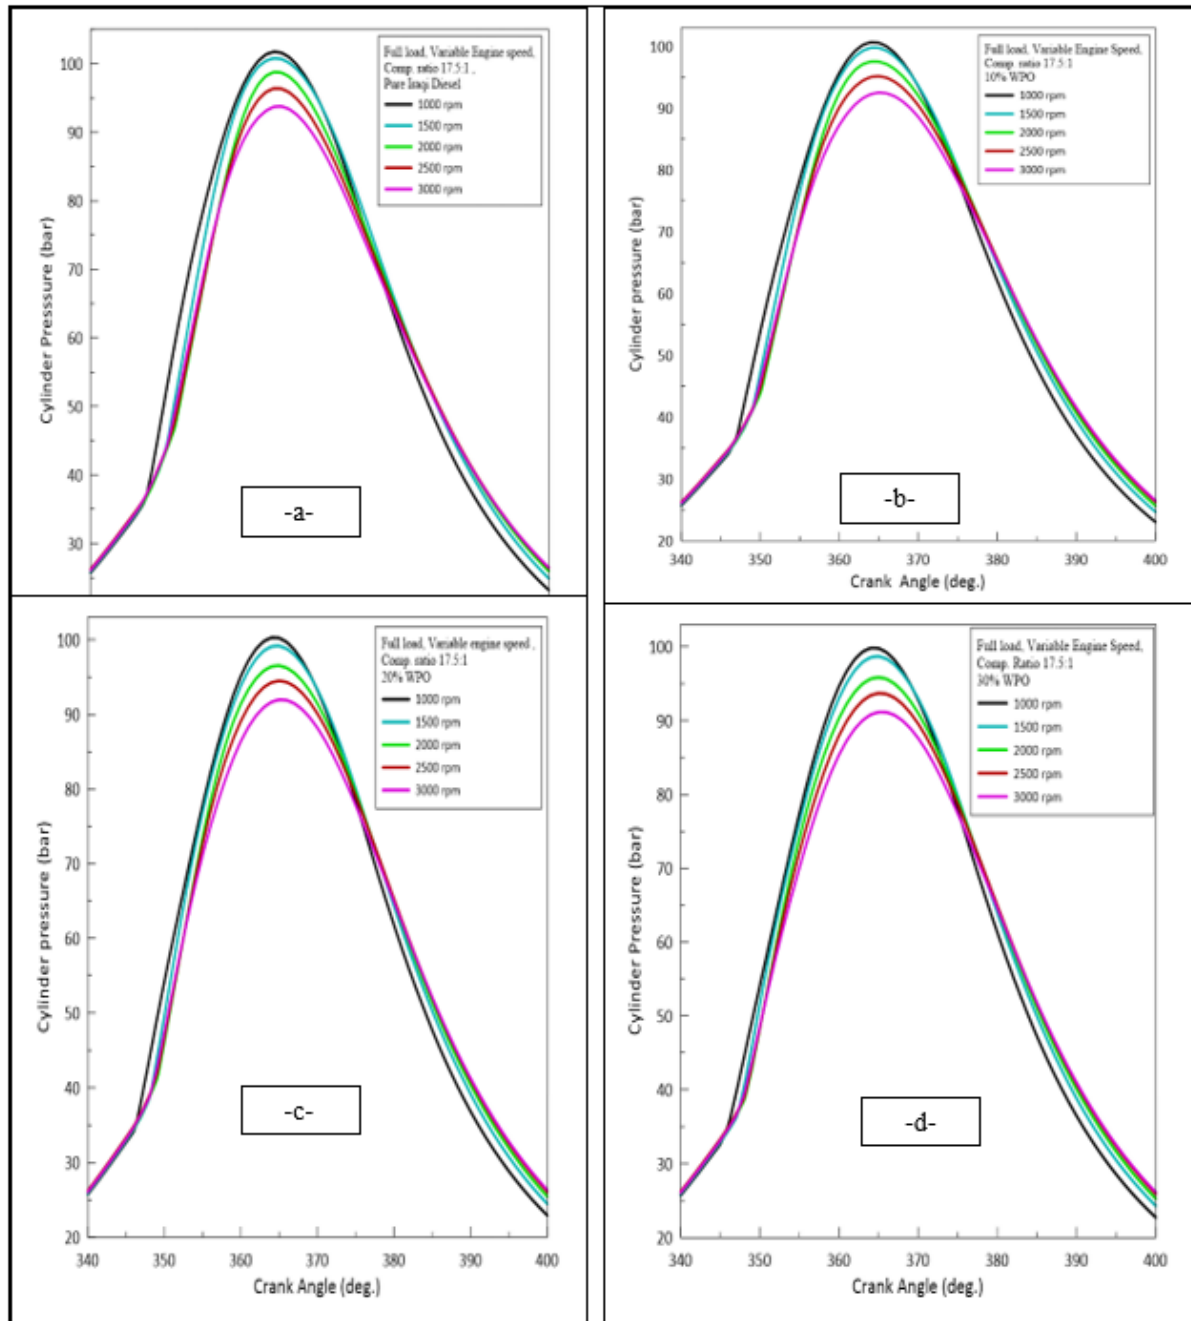 Full load, Variable Engine speed,
Comp. ratio 17.5:1 ,
Pure Iraqi Diesel
1000 rpm
1500 rpm
2000 rpm
2500 rpm
3000 rpm
100
90
80
70
60
50
40
30
Cylinder Presssure (bar)
-a-
Full load, Variable Engine Speed,
Comp. ratio 17.5:1
10% WPO
1000 rpm
1500 rpm
2000 rpm
2500 rpm
3000 rpm
100
90
80
70
60
50
40
30
20
Cylinder pressure (bar)
-b-
340 350 360 370 380 390 400
Crank Angle (deg.)
Full load, Variable engine speed ,
Comp. ratio 17.5:1
20% WPO
1000 rpm
1500 rpm
2000 rpm
2500 rpm
3000 rpm
100
90
80
70
60
50
40
30
20
Cylinder pressure (bar)
-c-
340 350 360 370 380 390 400
Crank Angle (deg.)
Full load, Variable Engine Speed,
Comp. Ratio 17.5:1
30% WPO
1000 rpm
1500 rpm
2000 rpm
2500 rpm
3000 rpm
100
90
80
70
60
50
40
30
20
Cylinder Pressure (bar)
-d-
340 350 360 370 380 390 400
Crank Angle (deg.)